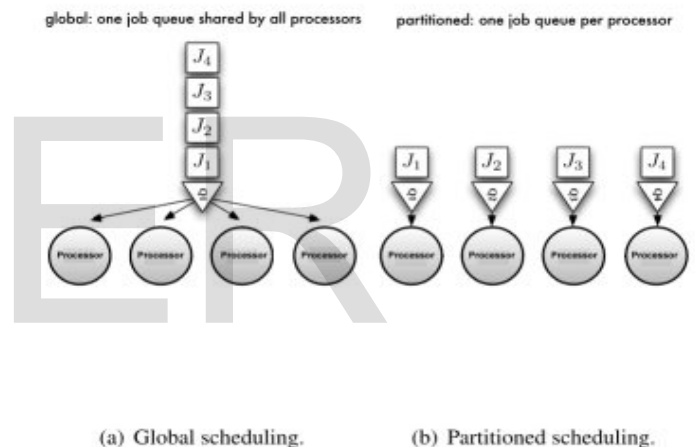 global: one job queue shared by all processors
J4
J3
J2
J1
Processor
Processor
Processor
Processor
(a) Global scheduling.
partitioned: one job queue per processor
J1
J2
J3
J4
Processor
Processor
Processor
Processor
(b) Partitioned scheduling.
ER